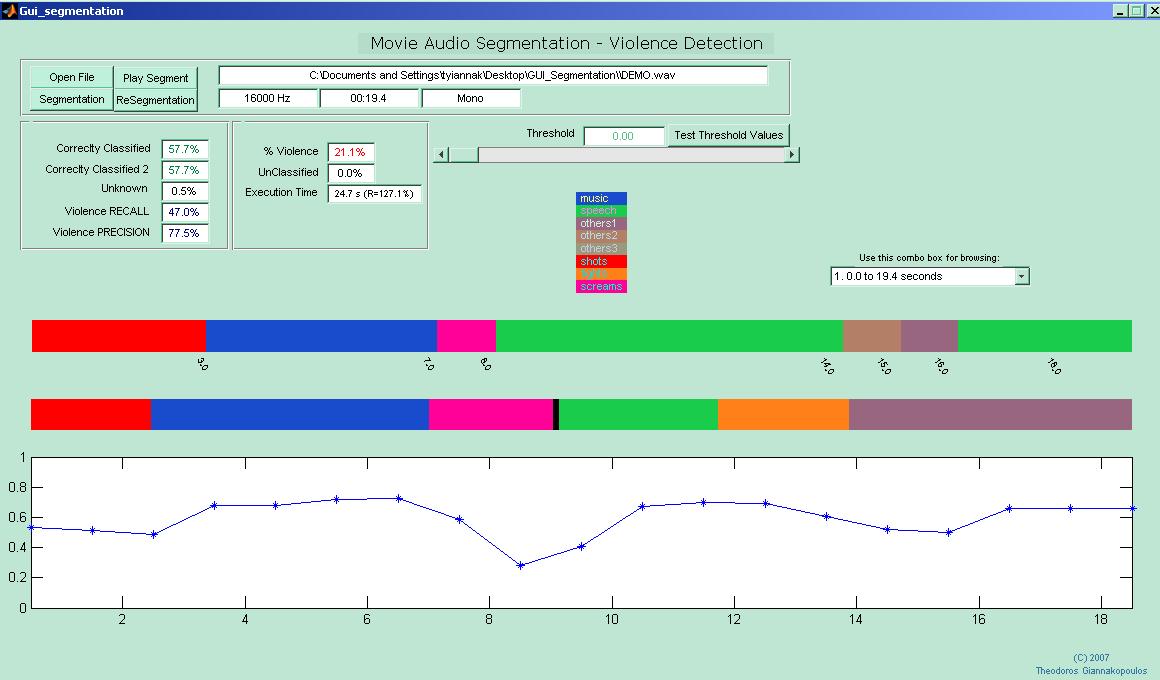 Gui_segmentation
Movie Audio Segmentation - Violence Detection
Open File
Play Segment
Segmentation
ReSegmentation
C:\Documents and Settings\tyiannak\Desktop\GUI_Segmentation\\DEMO.wav
16000 Hz
00:19.4
Mono
Correclty Classified 57.7%
Correclty Classified 2 57.7%
Unknown 0.5%
Violence RECALL 47.0%
Violence PRECISION 77.5%
% Violence 21.1%
UnClassified 0.0%
Execution Time 24.7 s (R=127.1%)
Threshold 0.00 Test Threshold Values
music
speech
others1
others2
others3
shots
fights
screams
Use this combo box for browsing:
1. 0.0 to 19.4 seconds
3.0 7.0 8.0 14.0 15.0 16.0 18.0
1
0.8
0.6
0.4
0.2
0
2 4 6 8 10 12 14 16 18
(C) 2007
Theodoros Giannakopoulos